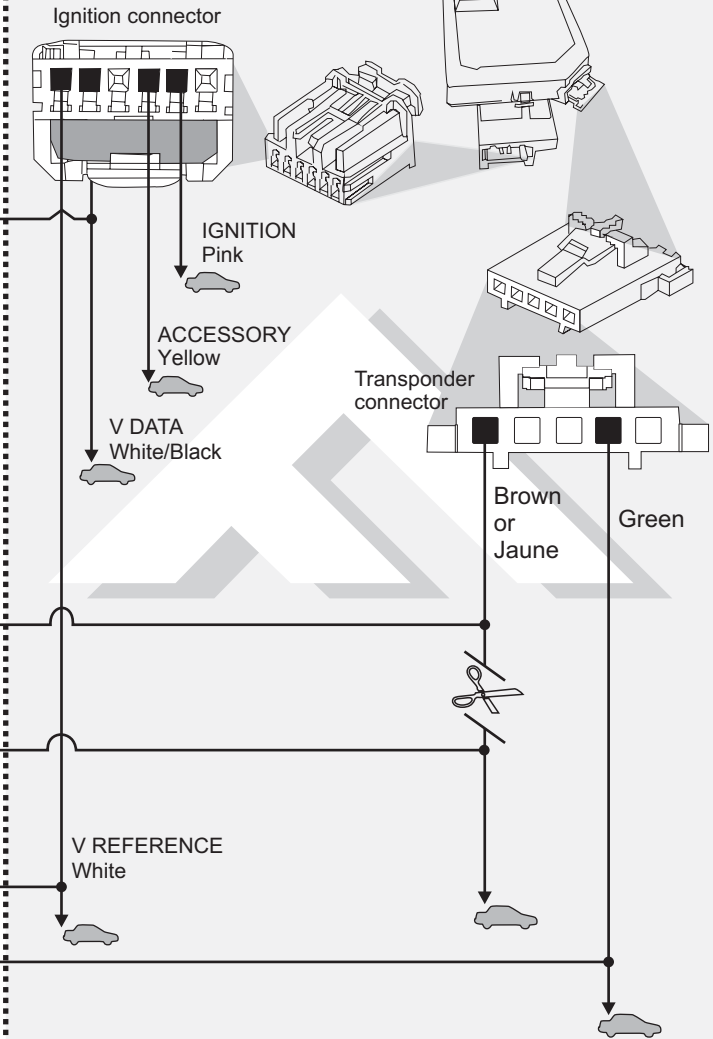 Ignition connector
IGNITION
Pink
ACCESSORY
Yellow
Transponder
connector
V DATA
White/Black
Brown
or
Jaune
Green
V REFERENCE
White